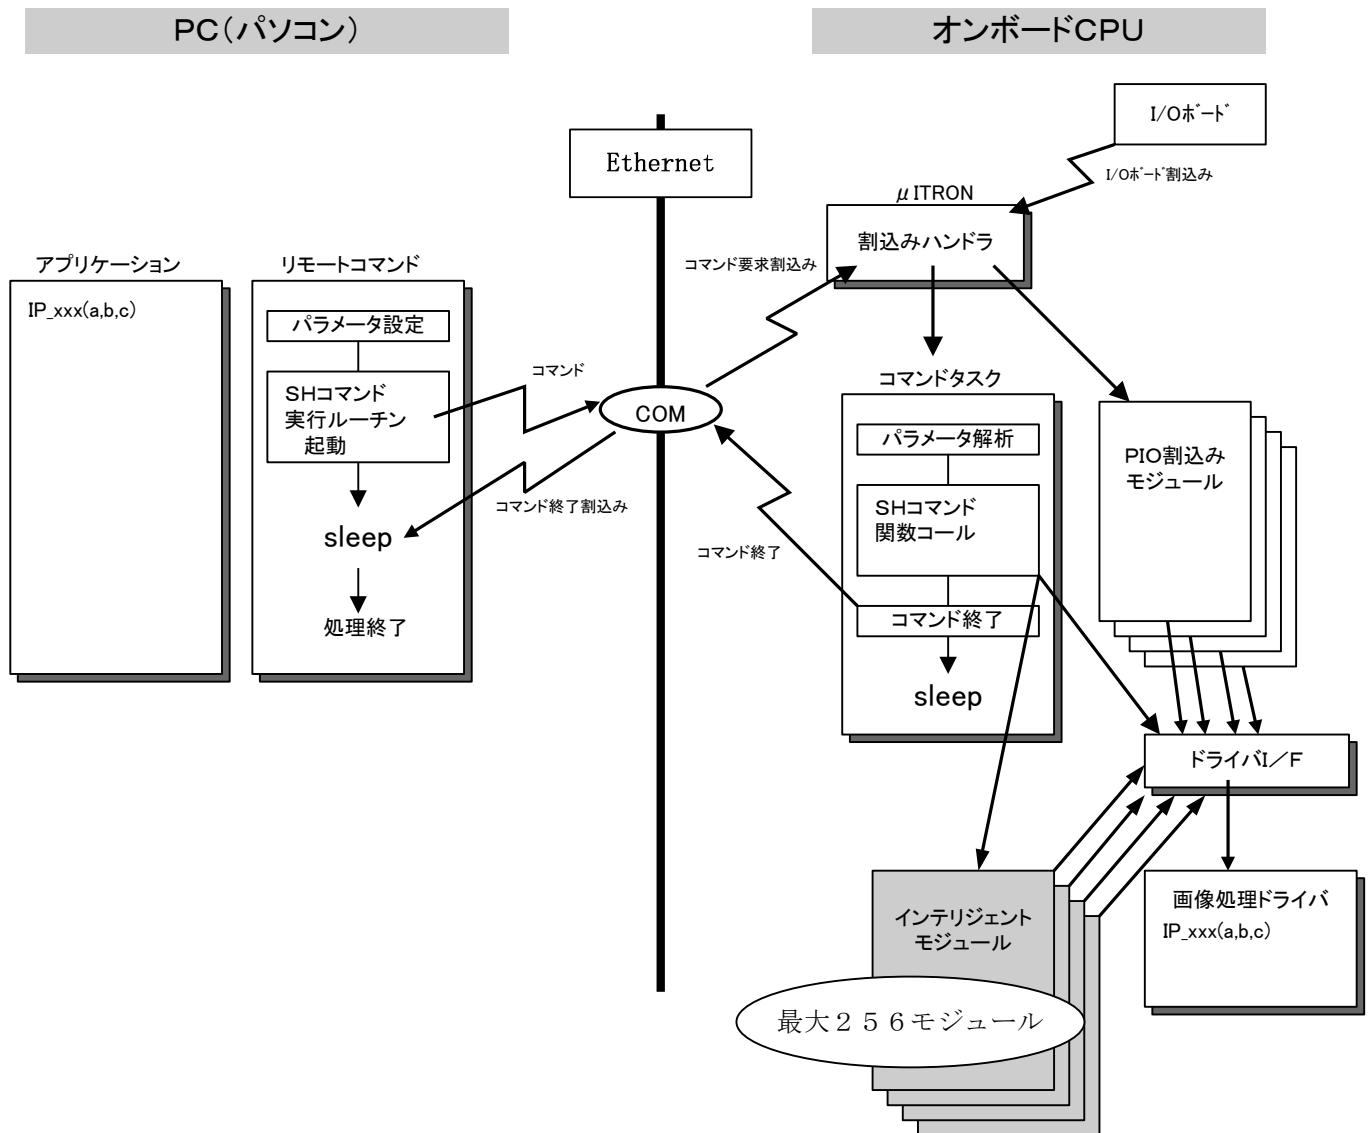 PC（パソコン）
オンボードCPU
I/Oﾎﾞｰﾄﾞ
Ethernet
I/Oﾎﾞｰﾄﾞ割込み
μITRON
割込みハンドラ
コマンド要求割込み
アプリケーション
リモートコマンド
IP_xxx(a,b,c)
パラメータ設定
SHコマンド
実行ルーチン
起動
sleep
処理終了
コマンド
COM
コマンド終了割込み
コマンド終了
コマンドタスク
パラメータ解析
SHコマンド
関数コール
コマンド終了
sleep
PIO割込み
モジュール
ドライバI／F
インテリジェント
モジュール
最大２５６モジュール
画像処理ドライバ
IP_xxx(a,b,c)